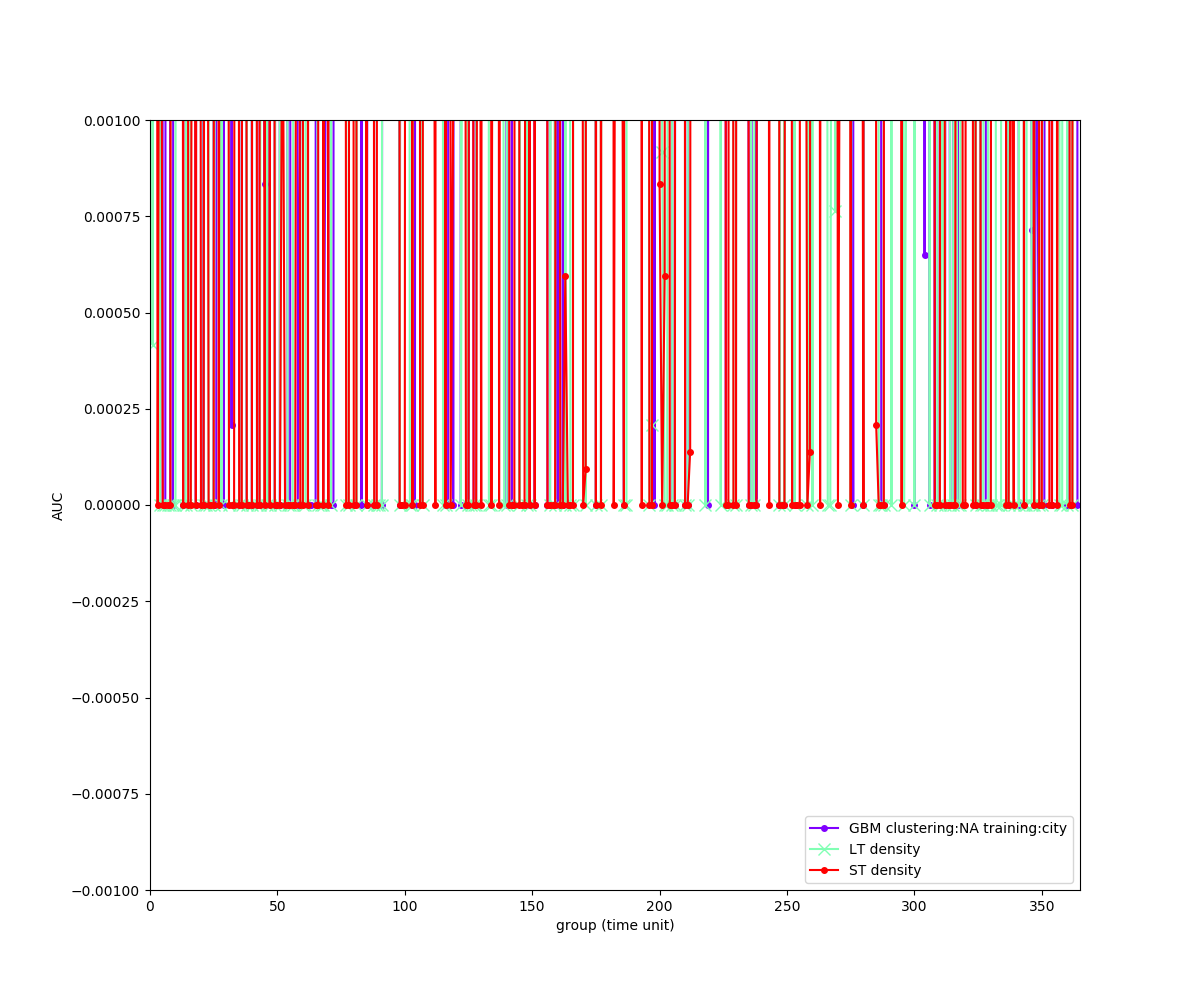 0.00100
0.00075
0.00050
0.00025
0.00000
−0.00025
−0.00050
−0.00075
−0.00100
AUC
0 50 100 150 200 250 300 350
group (time unit)
GBM clustering:NA training:city
LT density
ST density